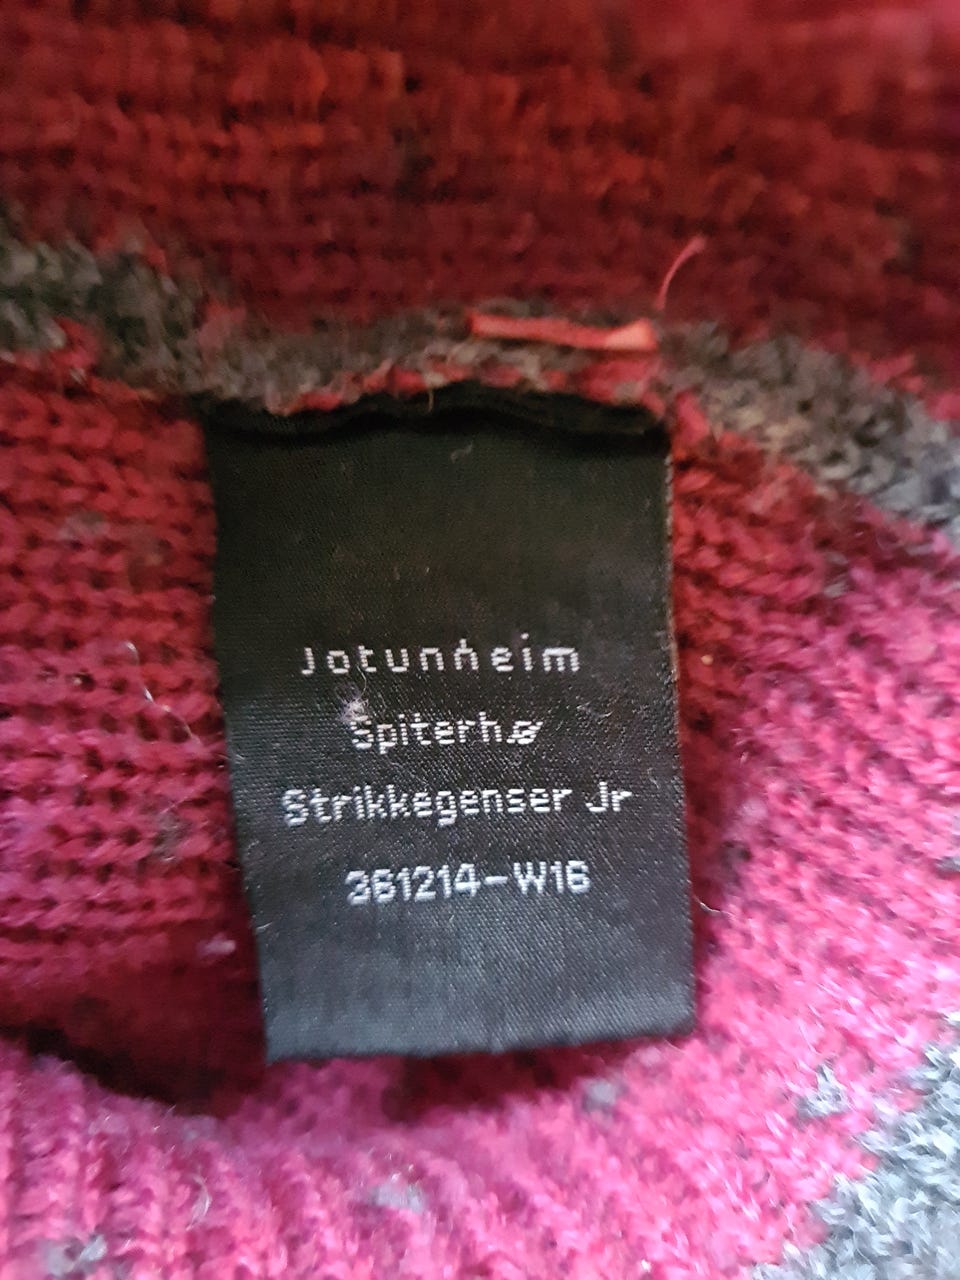 Jotunheim
Spiterhø
Strikkegenser Jr
361214-W16